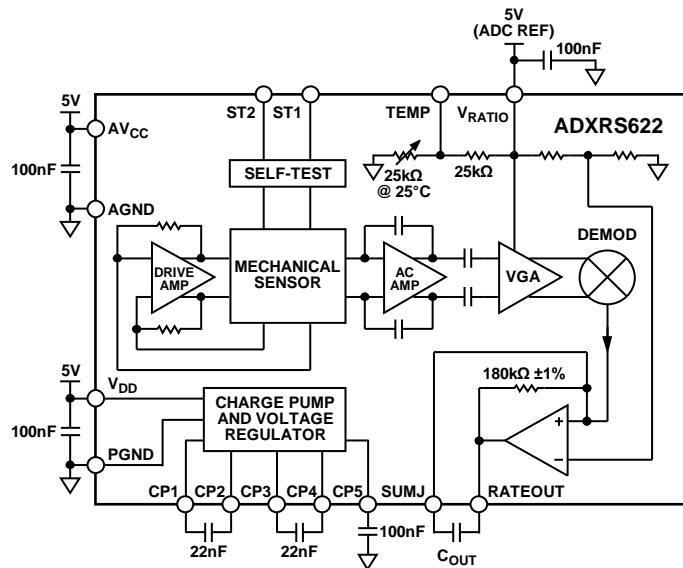 5V
(ADC REF)
100nF
5V
AVCC
100nF
AGND
ST2
ST1
TEMP
VRATIO
ADXRS622
25kΩ
@ 25°C
25kΩ
SELF-TEST
DRIVE
AMP
MECHANICAL
SENSOR
AC
AMP
VGA
DEMOD
5V
VDD
100nF
PGND
CHARGE PUMP
AND VOLTAGE
REGULATOR
180kΩ ±1%
+
–
CP1
CP2
CP3
CP4
CP5
SUMJ
RATEOUT
22nF
22nF
100nF
COUT